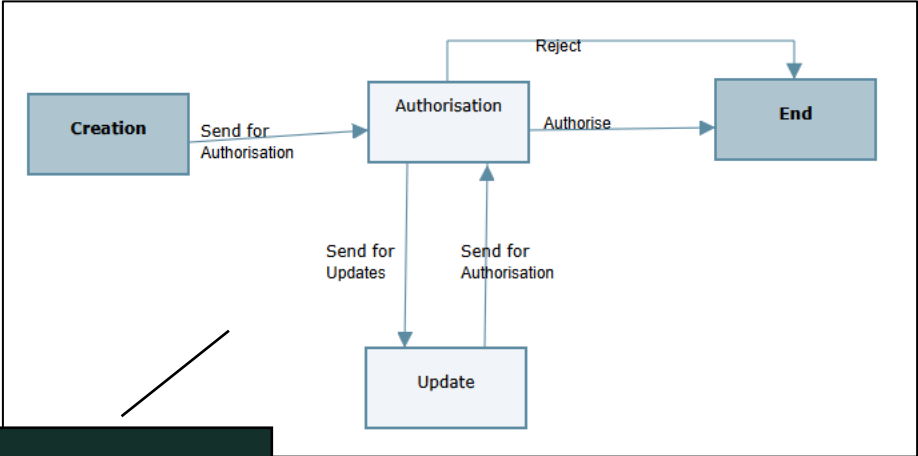 Reject
Creation
Send for
Authorisation
Authorisation
Authorise
End
Send for
Updates
Send for
Authorisation
Update